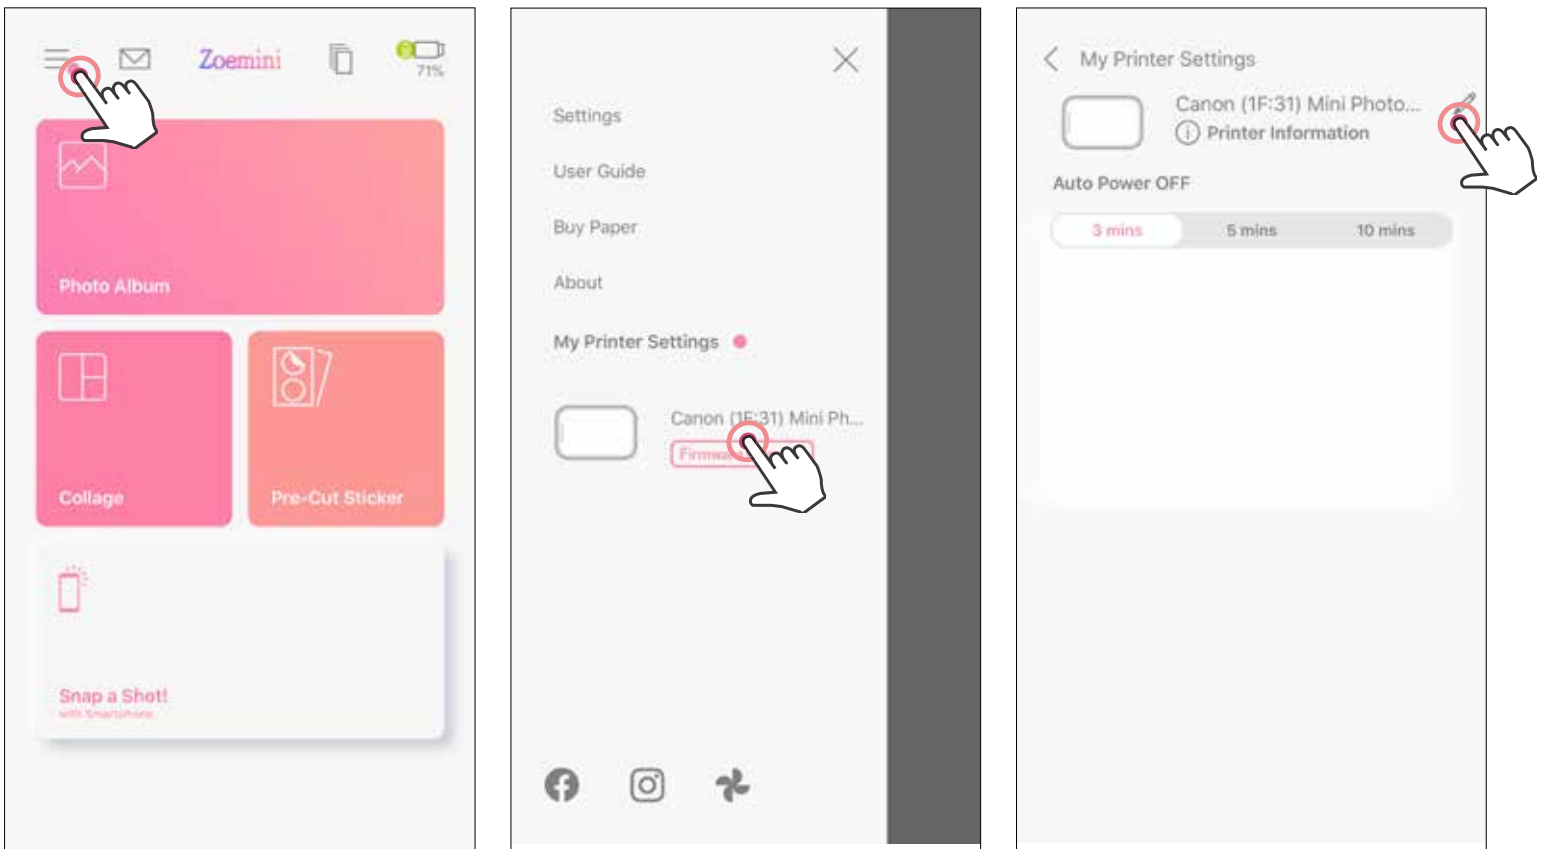 Zoemini
71%
Photo Album
Collage
Pre-Cut Sticker
Snap a Shot!
with Smartphone
Settings
User Guide
Buy Paper
About
My Printer Settings
Canon (1F:31) Mini Ph...
My Printer Settings
Canon (1F:31) Mini Photo...
Printer Information
Auto Power OFF
3 mins
5 mins
10 mins